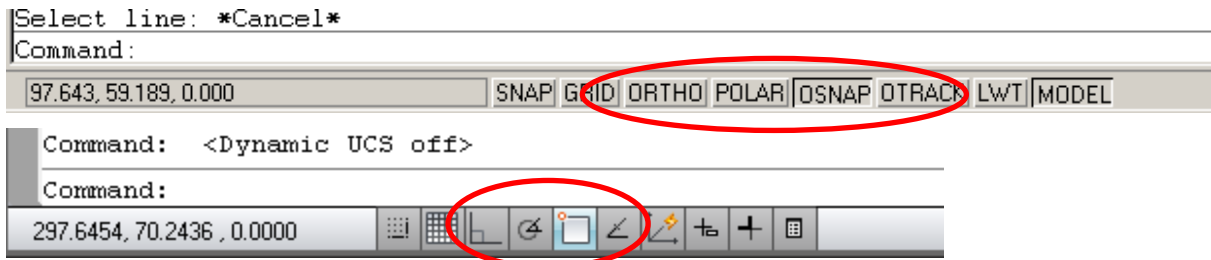 Select line: *Cancel*
Command:
97.643, 59.189, 0.000 SNAP GRID ORTHO POLAR OSNAP OTRACK LWT MODEL
Command: <Dynamic UCS off>
Command:
297.6454, 70.2436 , 0.0000